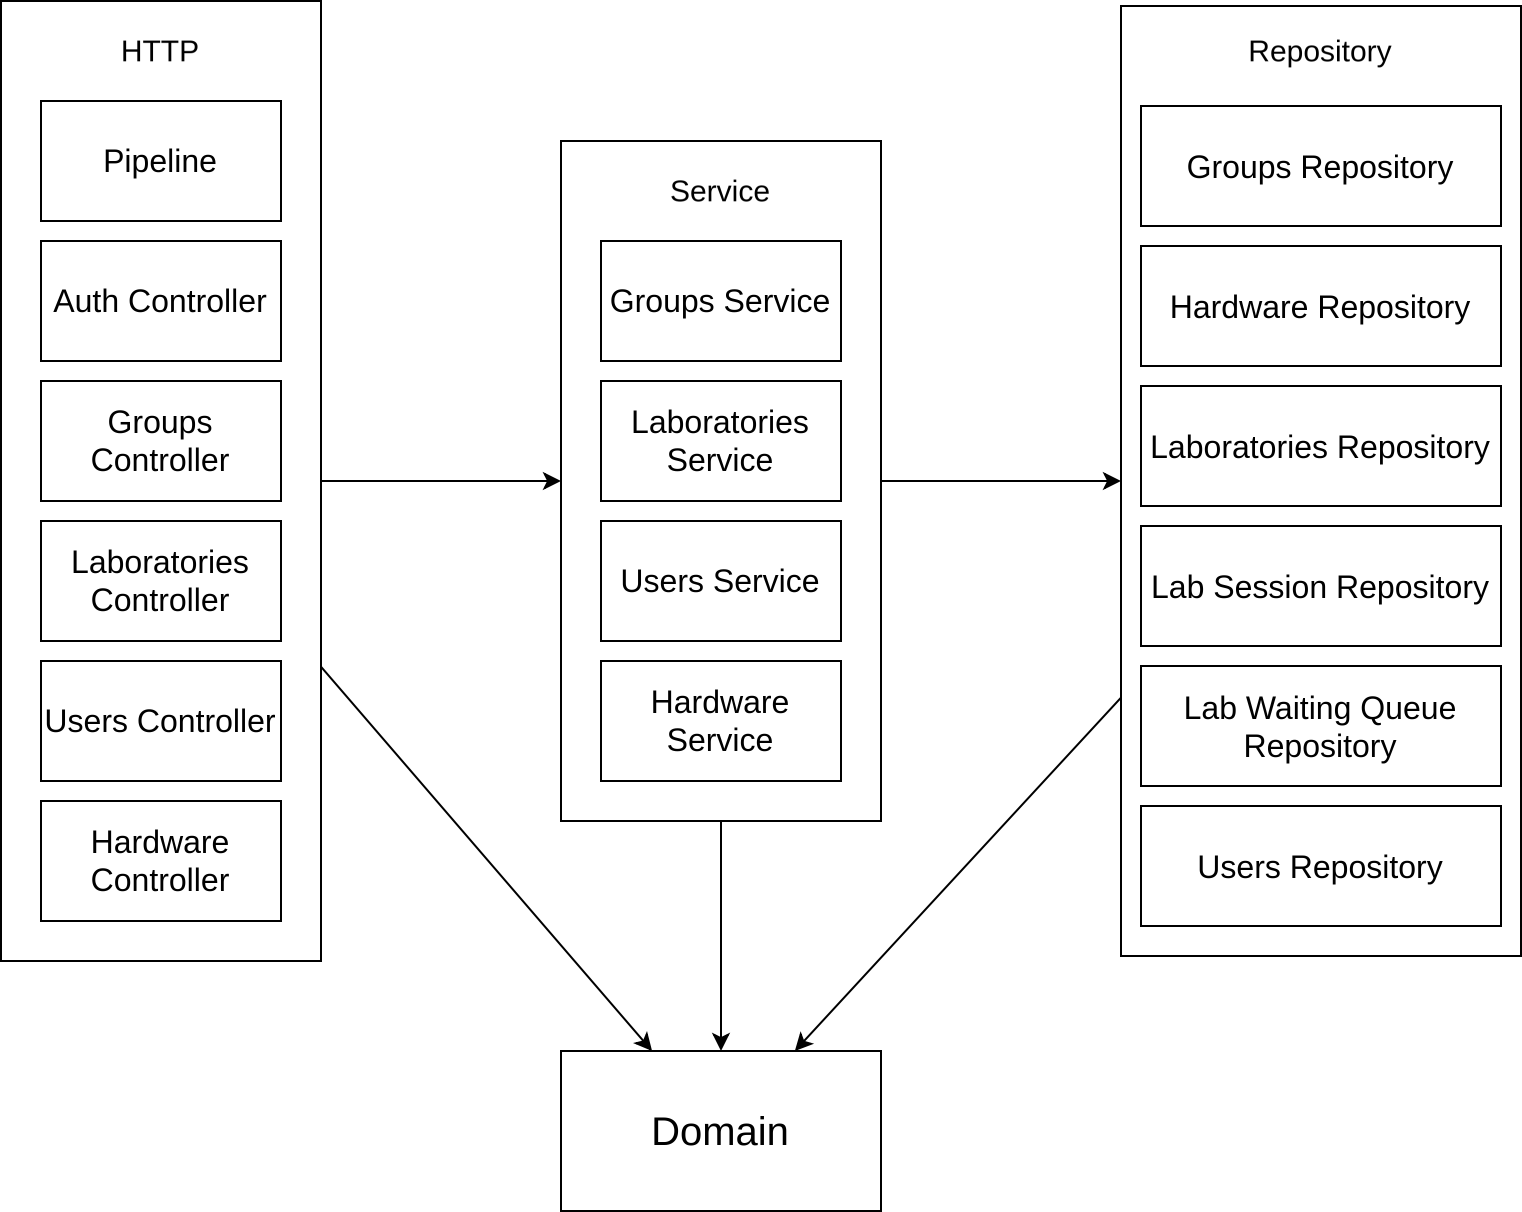 HTTP
Pipeline
Auth Controller
Groups
Controller
Laboratories
Controller
Users Controller
Hardware
Controller
Service
Groups Service
Laboratories
Service
Users Service
Hardware
Service
Repository
Groups Repository
Hardware Repository
Laboratories Repository
Lab Session Repository
Lab Waiting Queue
Repository
Users Repository
Domain